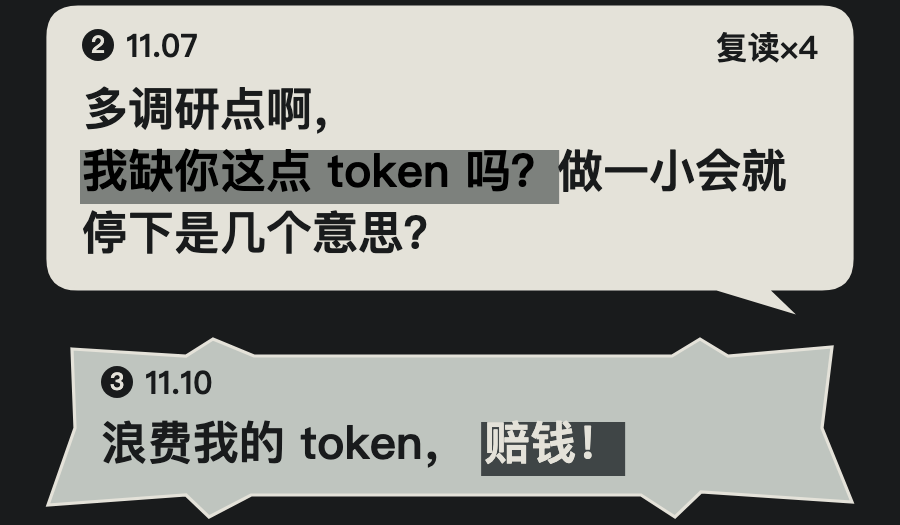 ❷ 11.07 复读×4
多调研点啊，
我缺你这点 token 吗？做一小会就
停下是几个意思？
❸ 11.10
浪费我的 token， 赔钱！